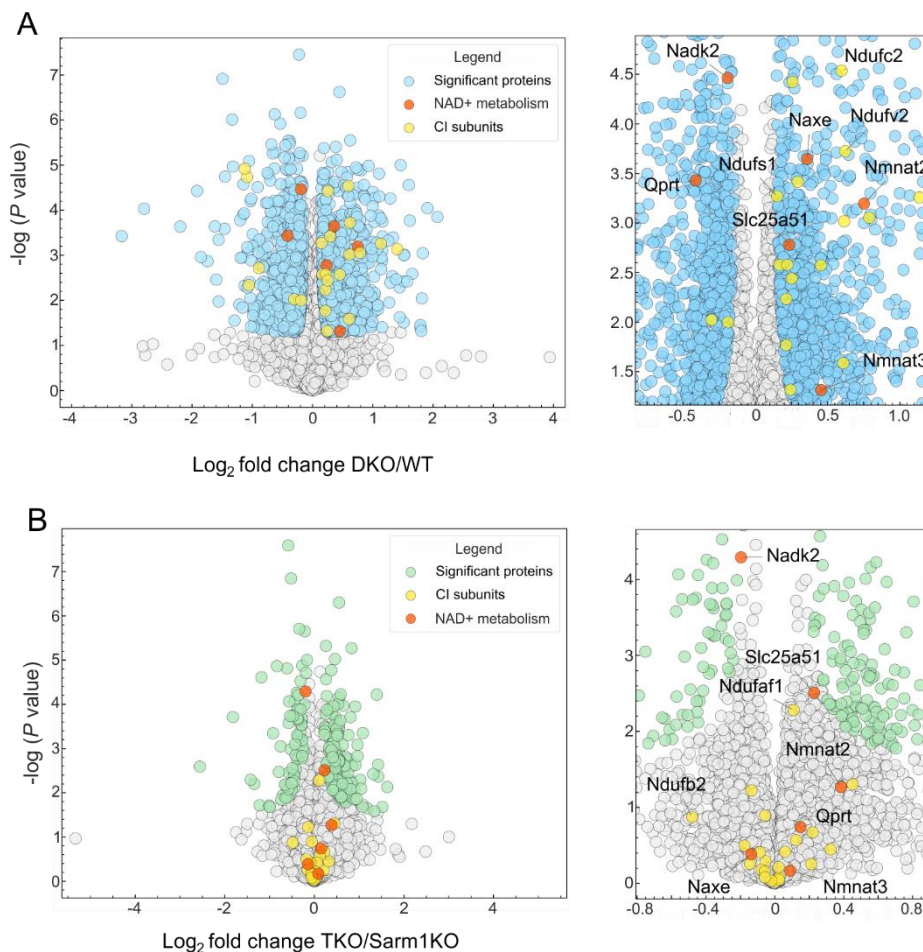 A
Legend
Significant proteins
NAD+ metabolism
CI subunits
-log (P value)
7
6
5
4
3
2
1
0
-4
-3
-2
-1
0
1
2
3
4
Log2 fold change DKO/WT
Nadk2
Ndufc2
Naxe
Ndufv2
Ndufs1
Nmnat2
Qprt
Slc25a51
Nmnat3
4.5
4.0
3.5
3.0
2.5
2.0
1.5
-0.5
0
0.5
1.0
B
Legend
Significant proteins
CI subunits
NAD+ metabolism
-log (P value)
7
6
5
4
3
2
1
0
-4
-2
0
2
4
Log2 fold change TKO/Sarm1KO
Nadk2
Slc25a51
Ndufaf1
Nmnat2
Ndufb2
Qprt
Naxe
Nmnat3
4
3
2
1
0
-0.8
-0.4
0
0.4
0.8